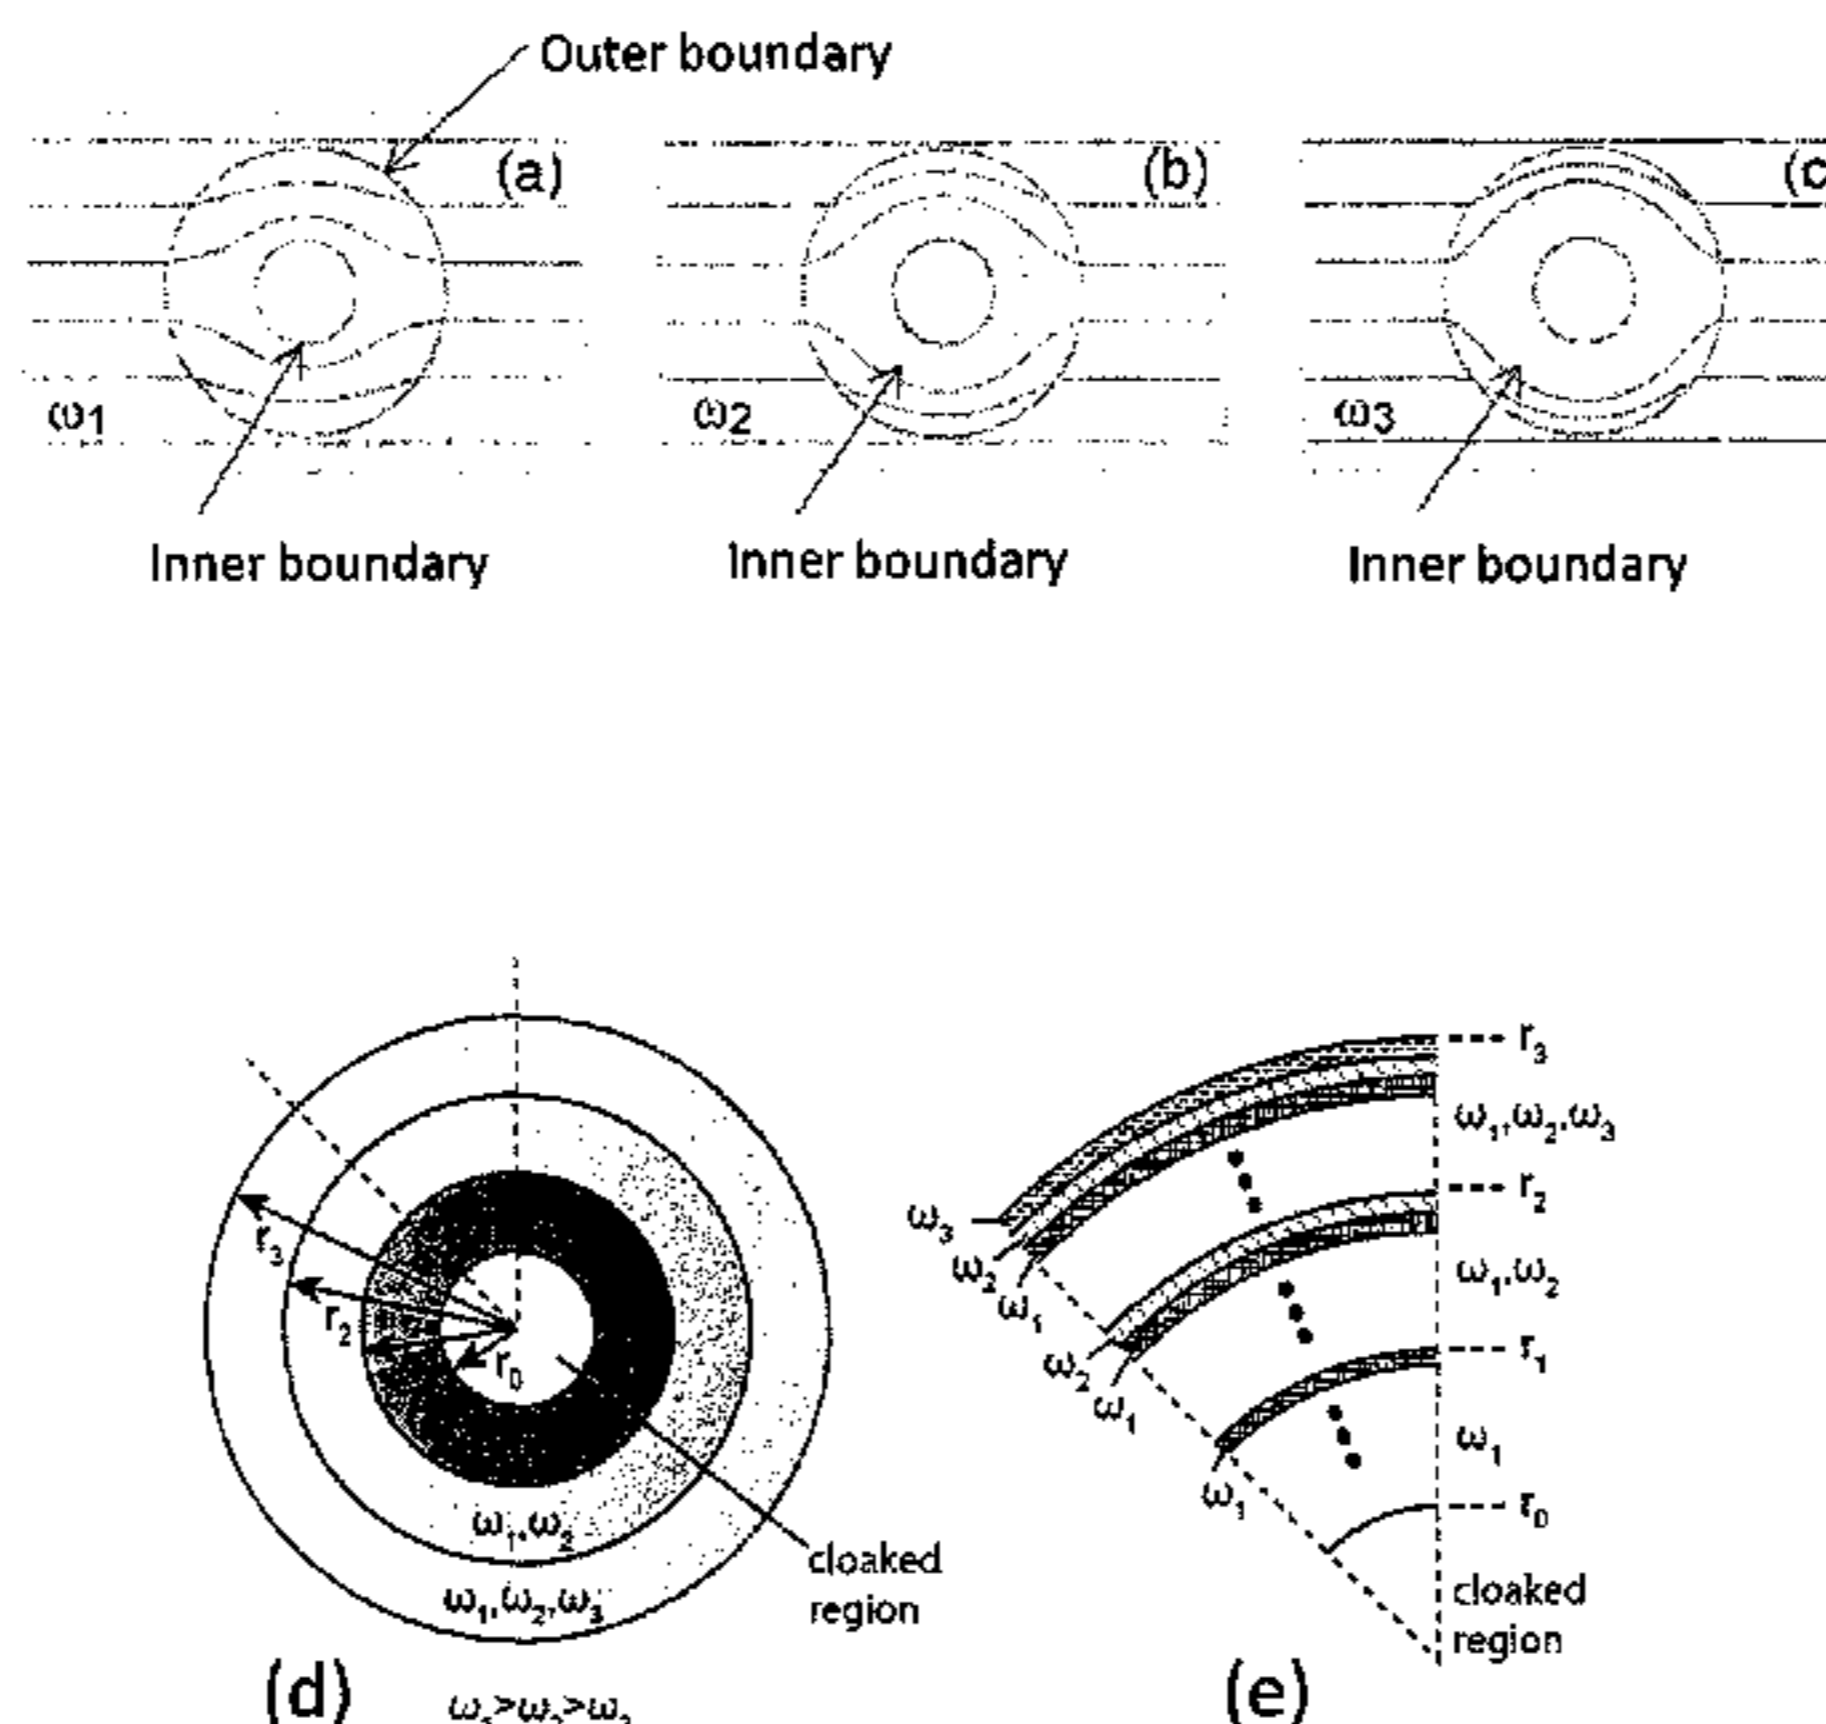 Outer boundary
(a)
(b)
(c
ω1
ω2
ω3
Inner boundary
Inner boundary
Inner boundary
r3
r2
r0
ω1,ω2
ω1,ω2,ω3
cloaked
region
(d)
r3
ω1,ω2,ω3
r2
ω3
ω2
ω1
ω1,ω2
ω2
ω1
r1
ω1
ω1
r0
cloaked
region
(e)